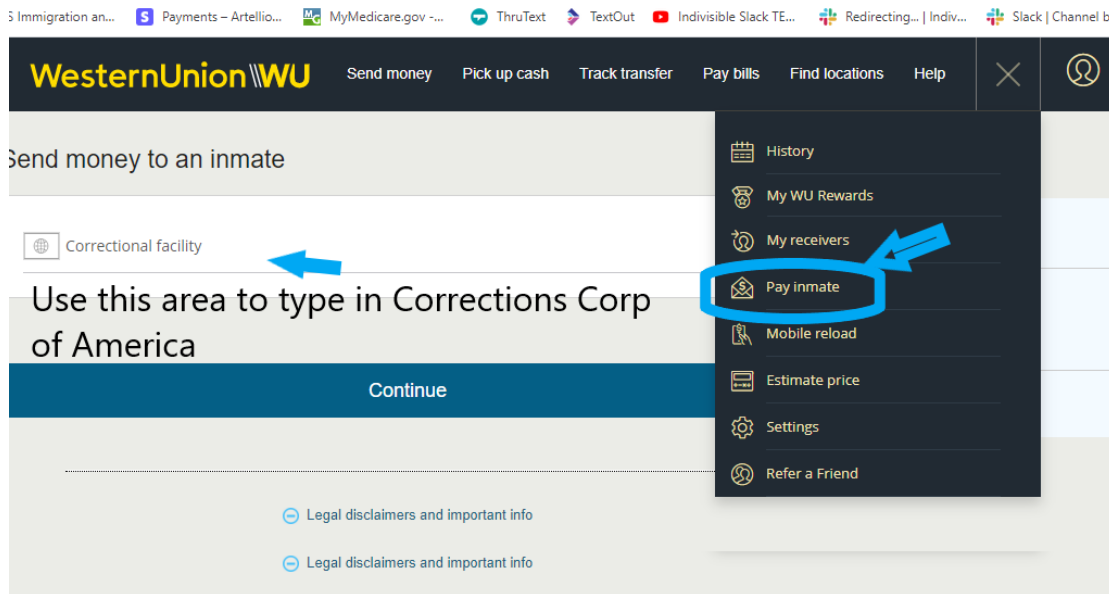 S Immigration an... Payments – Artellio... MyMedicare.gov -... ThruText TextOut Indivisible Slack TE... Redirecting... | Indiv... Slack | Channel b
WesternUnion WU Send money Pick up cash Track transfer Pay bills Find locations Help
Send money to an inmate
Correctional facility
Use this area to type in Corrections Corp
of America
Continue
Legal disclaimers and important info
Legal disclaimers and important info
History
My WU Rewards
My receivers
Pay inmate
Mobile reload
Estimate price
Settings
Refer a Friend